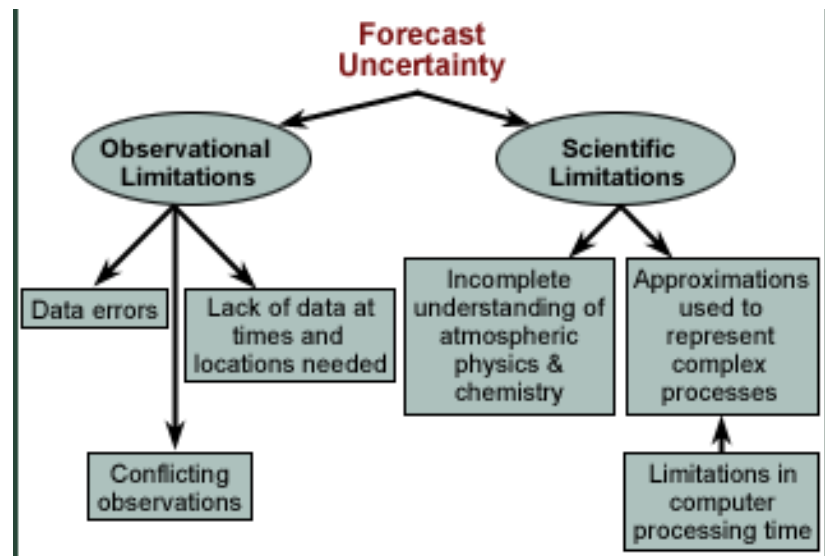 Forecast
Uncertainty
Observational
Limitations
Scientific
Limitations
Data errors
Lack of data at
times and
locations needed
Conflicting
observations
Incomplete
understanding of
atmospheric
physics &
chemistry
Approximations
used to
represent
complex
processes
Limitations in
computer
processing time